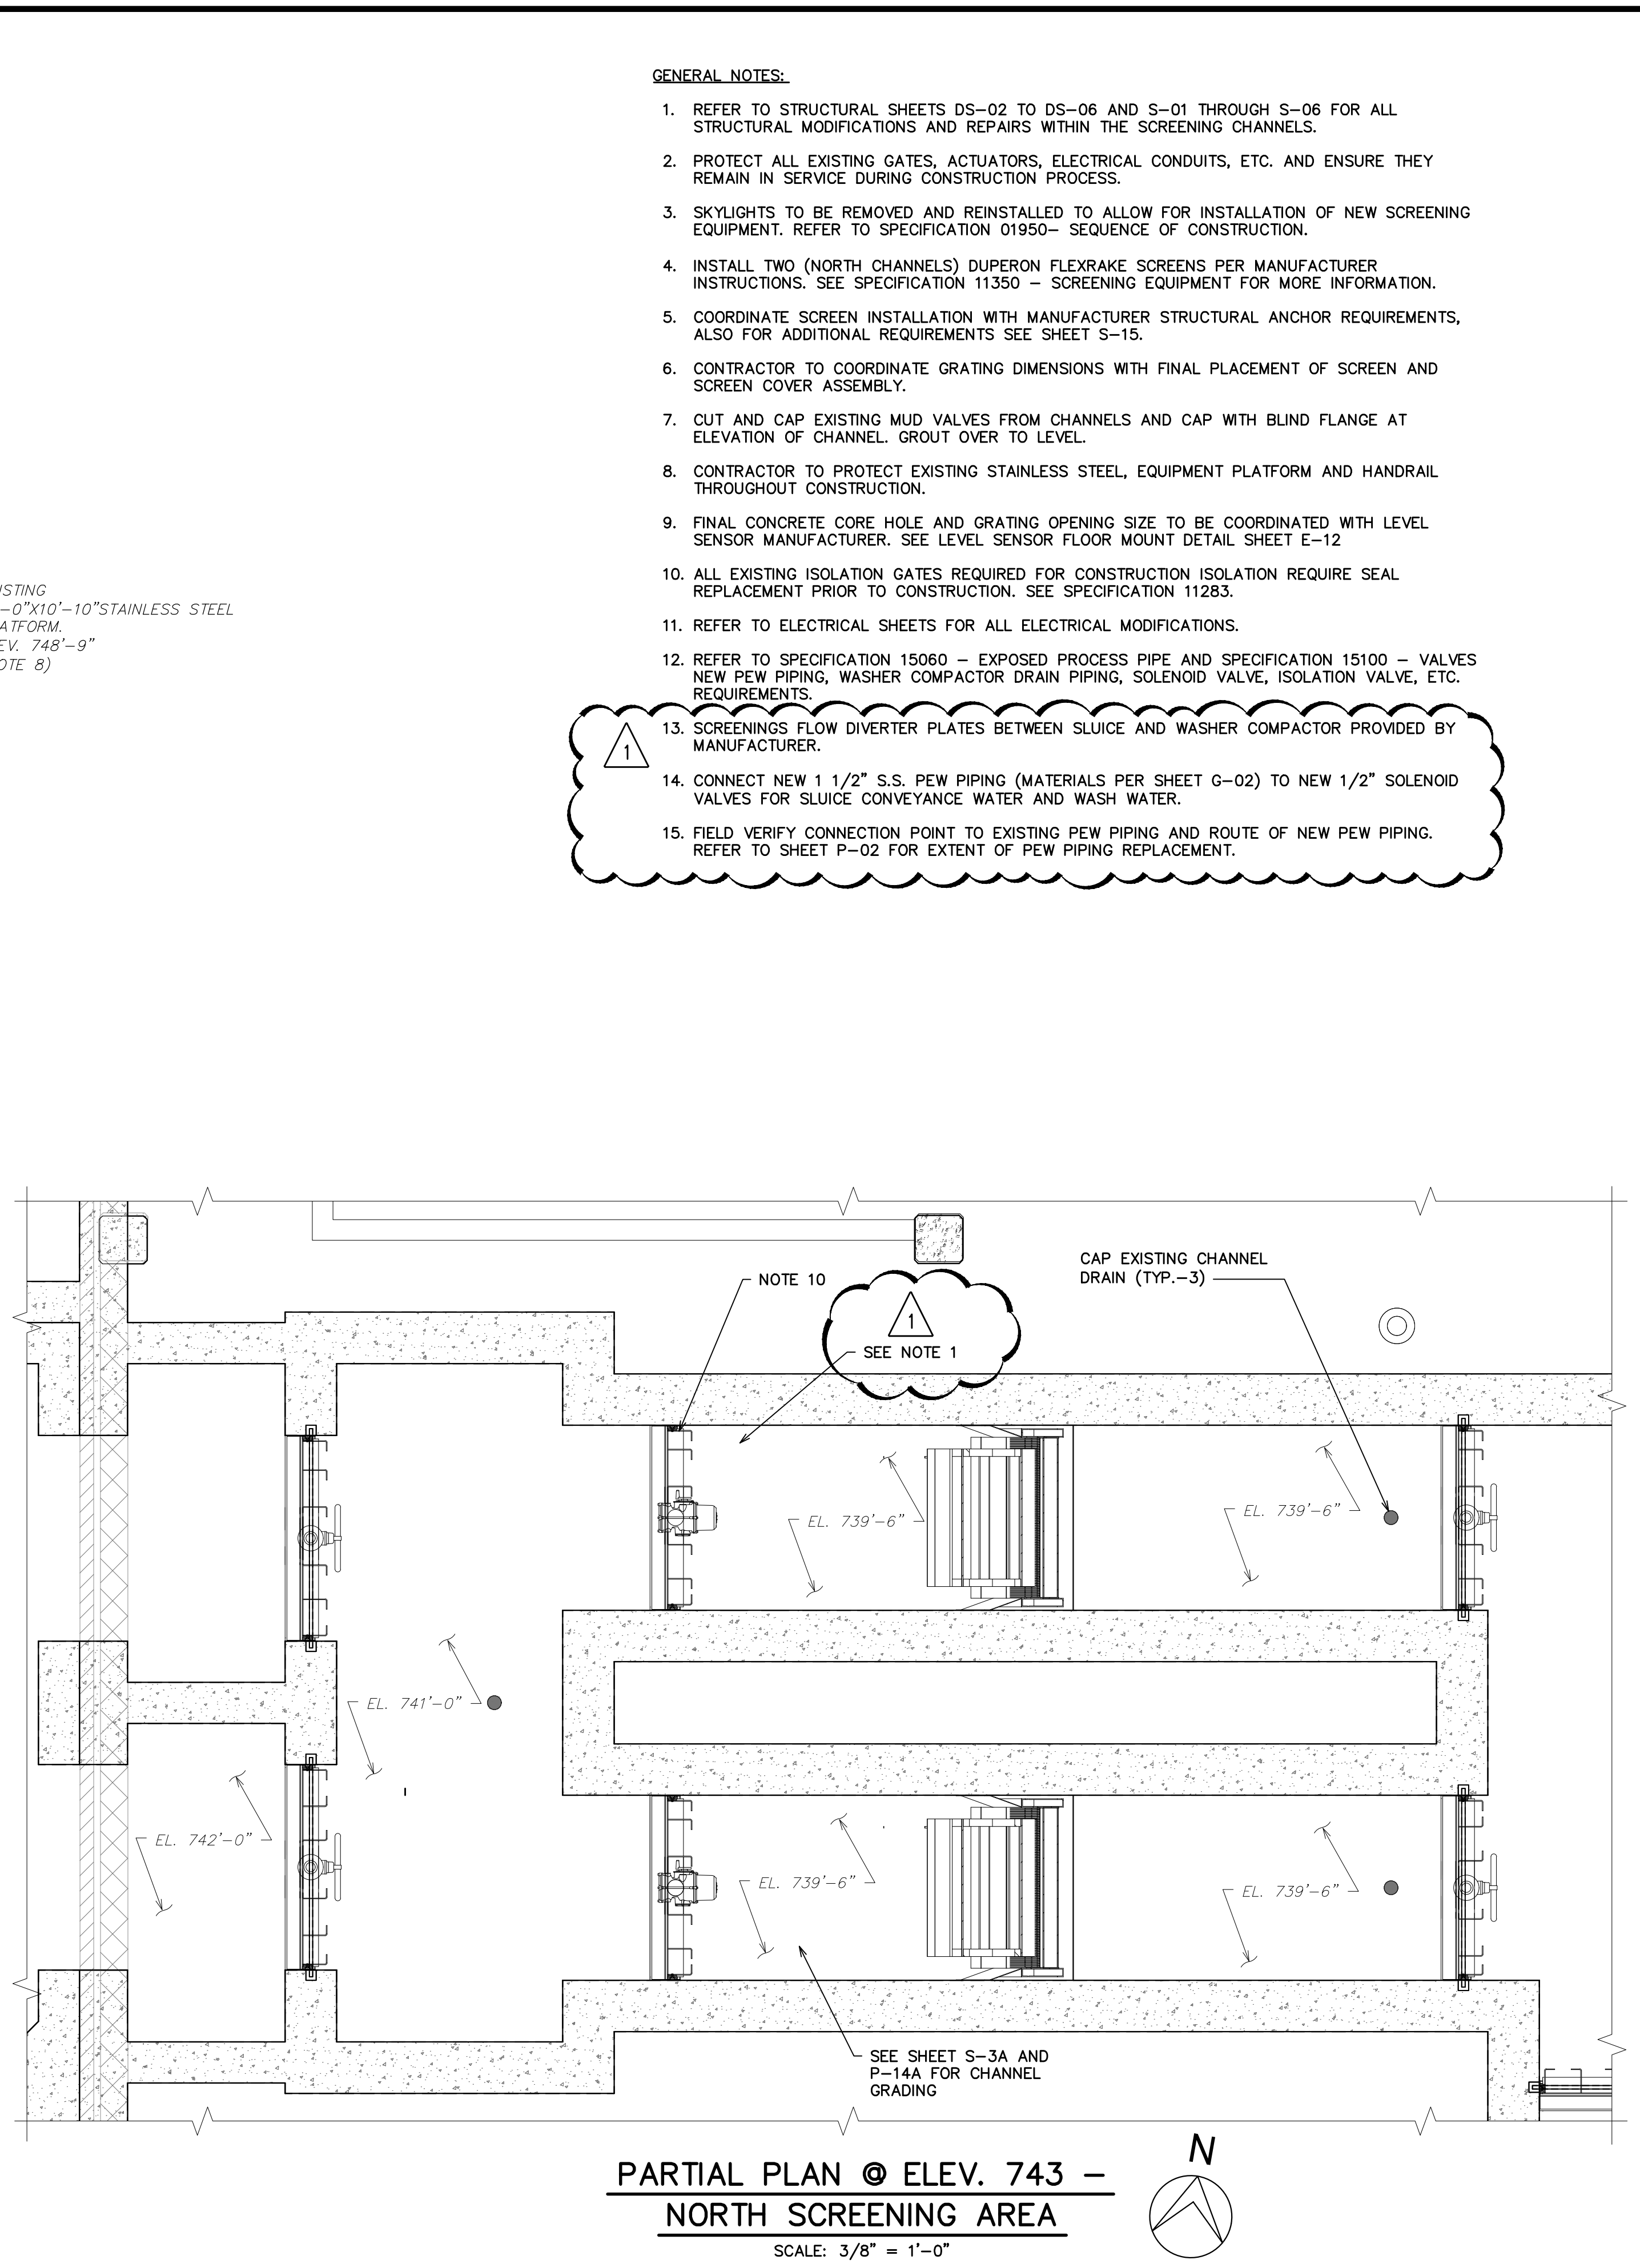 GENERAL NOTES:
1. REFER TO STRUCTURAL SHEETS DS-02 TO DS-06 AND S-01 THROUGH S-06 FOR ALL
STRUCTURAL MODIFICATIONS AND REPAIRS WITHIN THE SCREENING CHANNELS.
2. PROTECT ALL EXISTING GATES, ACTUATORS, ELECTRICAL CONDUITS, ETC. AND ENSURE THEY
REMAIN IN SERVICE DURING CONSTRUCTION PROCESS.
3. SKYLIGHTS TO BE REMOVED AND REINSTALLED TO ALLOW FOR INSTALLATION OF NEW SCREENING
EQUIPMENT. REFER TO SPECIFICATION 01950- SEQUENCE OF CONSTRUCTION.
4. INSTALL TWO (NORTH CHANNELS) DUPERON FLEXRAKE SCREENS PER MANUFACTURER
INSTRUCTIONS. SEE SPECIFICATION 11350 - SCREENING EQUIPMENT FOR MORE INFORMATION.
5. COORDINATE SCREEN INSTALLATION WITH MANUFACTURER STRUCTURAL ANCHOR REQUIREMENTS,
ALSO FOR ADDITIONAL REQUIREMENTS SEE SHEET S-15.
6. CONTRACTOR TO COORDINATE GRATING DIMENSIONS WITH FINAL PLACEMENT OF SCREEN AND
SCREEN COVER ASSEMBLY.
7. CUT AND CAP EXISTING MUD VALVES FROM CHANNELS AND CAP WITH BLIND FLANGE AT
ELEVATION OF CHANNEL. GROUT OVER TO LEVEL.
8. CONTRACTOR TO PROTECT EXISTING STAINLESS STEEL, EQUIPMENT PLATFORM AND HANDRAIL
THROUGHOUT CONSTRUCTION.
9. FINAL CONCRETE CORE HOLE AND GRATING OPENING SIZE TO BE COORDINATED WITH LEVEL
SENSOR MANUFACTURER. SEE LEVEL SENSOR FLOOR MOUNT DETAIL SHEET E-12
10. ALL EXISTING ISOLATION GATES REQUIRED FOR CONSTRUCTION ISOLATION REQUIRE SEAL
REPLACEMENT PRIOR TO CONSTRUCTION. SEE SPECIFICATION 11283.
11. REFER TO ELECTRICAL SHEETS FOR ALL ELECTRICAL MODIFICATIONS.
12. REFER TO SPECIFICATION 15060 - EXPOSED PROCESS PIPE AND SPECIFICATION 15100 - VALVES
NEW PEW PIPING, WASHER COMPACTOR DRAIN PIPING, SOLENOID VALVE, ISOLATION VALVE, ETC.
REQUIREMENTS.
1
13. SCREENINGS FLOW DIVERTER PLATES BETWEEN SLUICE AND WASHER COMPACTOR PROVIDED BY
MANUFACTURER.
14. CONNECT NEW 1 1/2" S.S. PEW PIPING (MATERIALS PER SHEET G-02) TO NEW 1/2" SOLENOID
VALVES FOR SLUICE CONVEYANCE WATER AND WASH WATER.
15. FIELD VERIFY CONNECTION POINT TO EXISTING PEW PIPING AND ROUTE OF NEW PEW PIPING.
REFER TO SHEET P-02 FOR EXTENT OF PEW PIPING REPLACEMENT.
ISTING
-0"X10'-10"STAINLESS STEEL
ATFORM.
EV. 748'-9"
OTE 8)
CAP EXISTING CHANNEL
DRAIN (TYP.-3)
NOTE 10
1
SEE NOTE 1
EL. 739'-6"
EL. 739'-6"
EL. 741'-0"
EL. 742'-0"
EL. 739'-6"
EL. 739'-6"
SEE SHEET S-3A AND
P-14A FOR CHANNEL
GRADING
N
PARTIAL PLAN @ ELEV. 743 -
NORTH SCREENING AREA
SCALE: 3/8" = 1'-0"